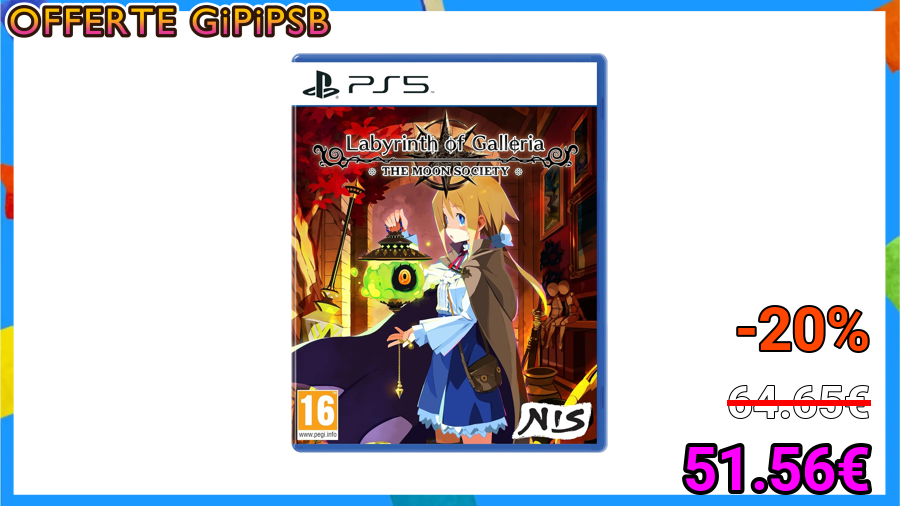 OFFERTE GiPiPSB
PS5
Labyrinth of Galleria
THE MOON SOCIETY
16
www.pegi.info
NIS
-20%
64.65€
51.56€